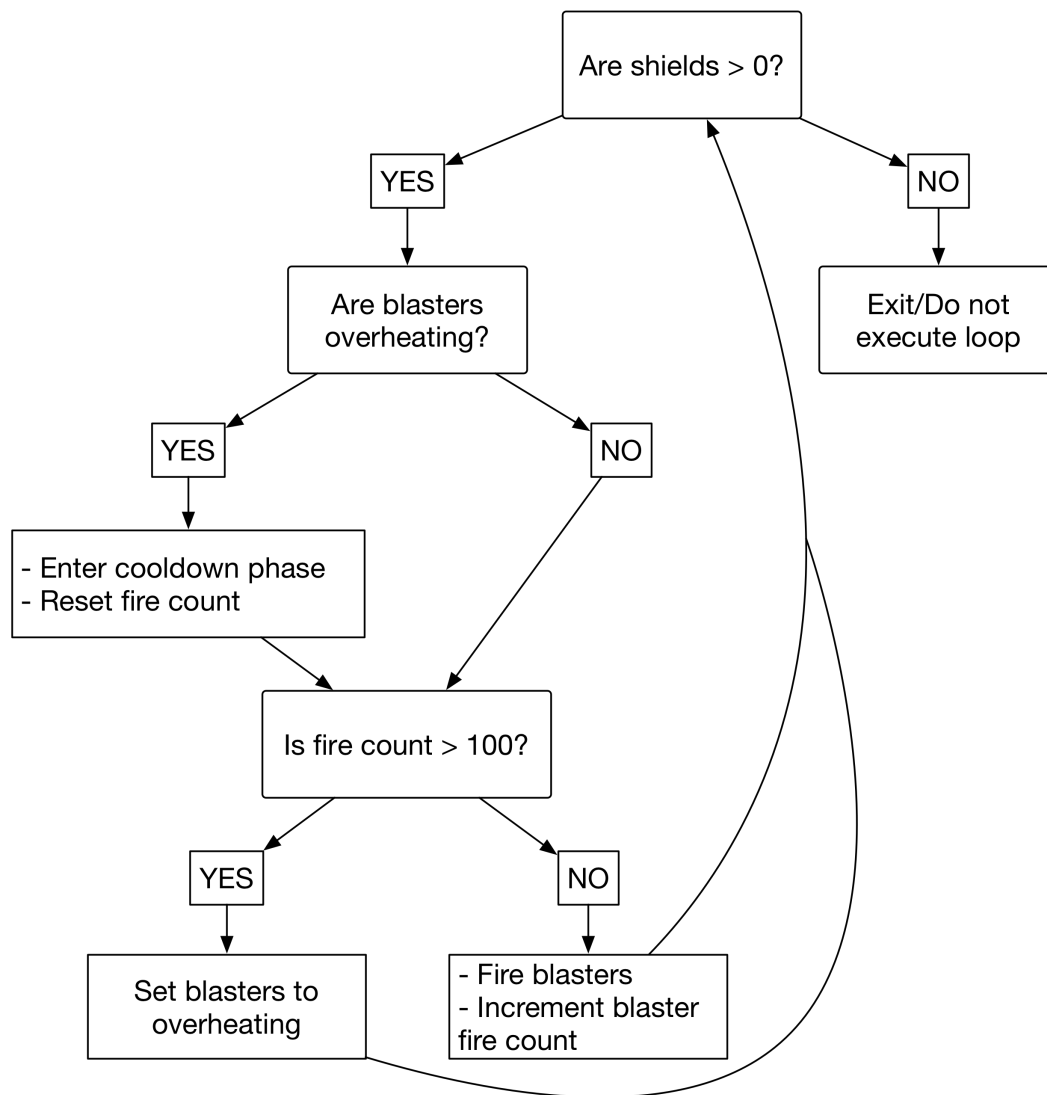 Are shields > 0?
YES
NO
Are blasters
overheating?
Exit/Do not
execute loop
YES
NO
- Enter cooldown phase
- Reset fire count
Is fire count > 100?
YES
NO
Set blasters to
overheating
- Fire blasters
- Increment blaster
fire count